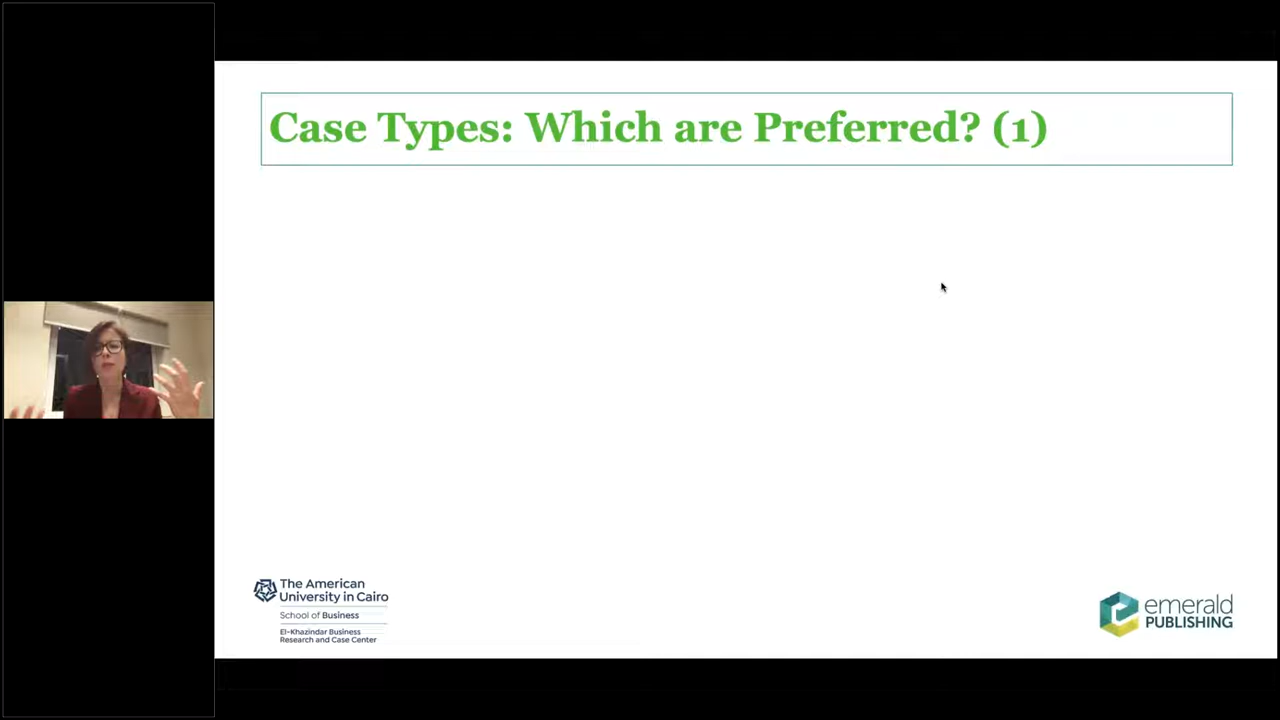 Case Types: Which are Preferred? (1)
The American
University in Cairo
School of Business
El-Khazindar Business
Research and Case Center
emerald
PUBLISHING